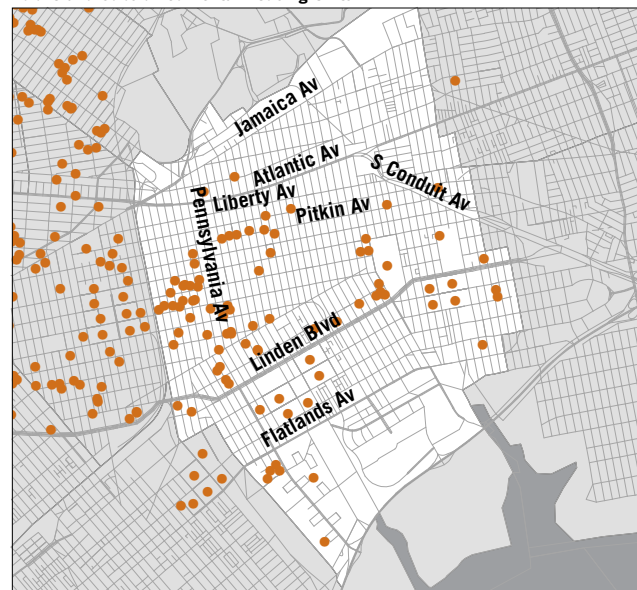 Jamaica Av
Atlantic Av
S Conduit Av
Liberty Av
Pennsylvania Av
Pitkin Av
Linden Blvd
Flatlands Av